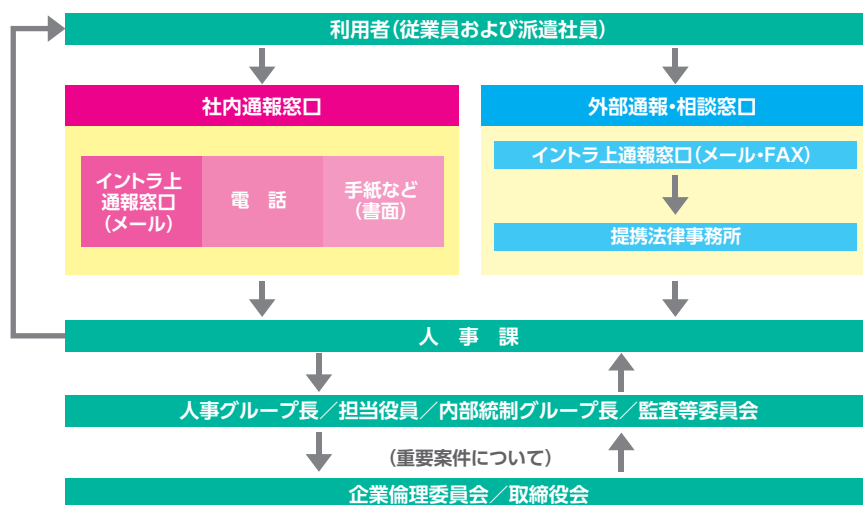 利用者(従業員および派遣社員)
社内通報窓口
イントラ上
通報窓口
(メール)
電話
手紙など
(書面)
外部通報・相談窓口
イントラ上通報窓口(メール・FAX)
提携法律事務所
人事課
人事グループ長/担当役員/内部統制グループ長/監査等委員会
(重要案件について)
企業倫理委員会/取締役会